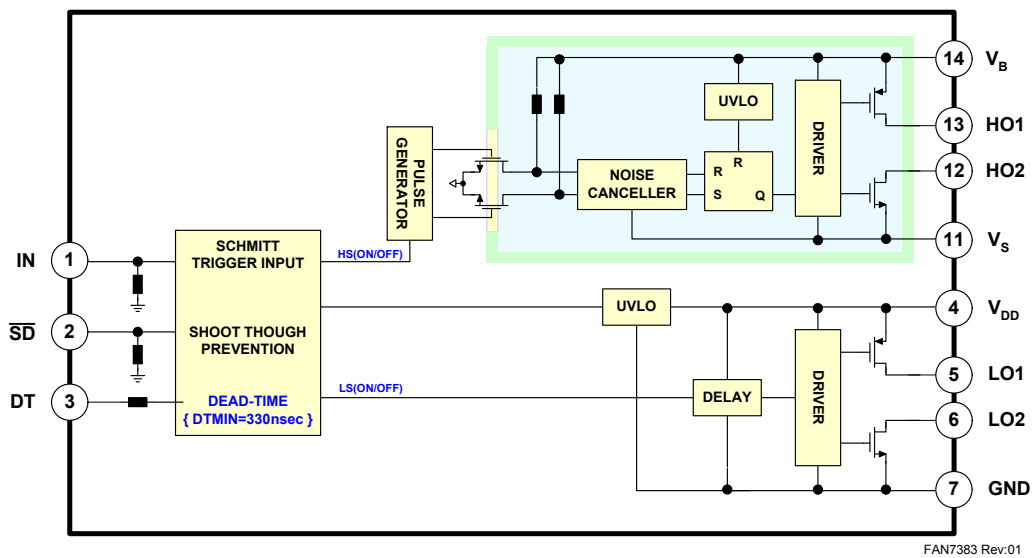 14
V_B
UVLO
13
HO1
DRIVER
PULSE
GENERATOR
R
12
HO2
NOISE
CANCELLER
R
S
Q
11
V_S
IN
1
SCHMITT
TRIGGER INPUT
HS(ON/OFF)
UVLO
4
V_DD
SD
2
SHOOT THOUGH
PREVENTION
DRIVER
5
LO1
DT
3
DEAD-TIME
{ DTMIN=330nsec }
LS(ON/OFF)
DELAY
6
LO2
7
GND
FAN7383 Rev:01